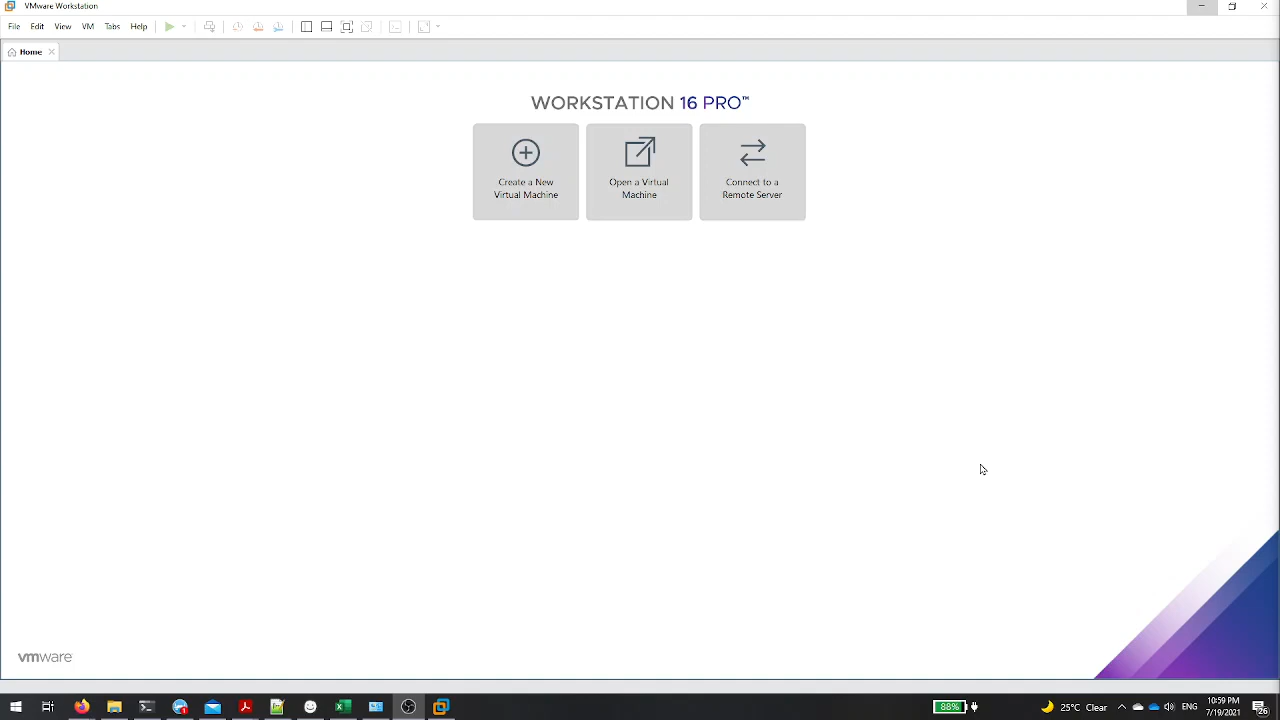 VMware Workstation
File Edit View VM Tabs Help
Home
WORKSTATION 16 PRO™
Create a New
Virtual Machine
Open a Virtual
Machine
Connect to a
Remote Server
vmware
88%
25°C Clear
ENG
10:59 PM
7/19/2021
26